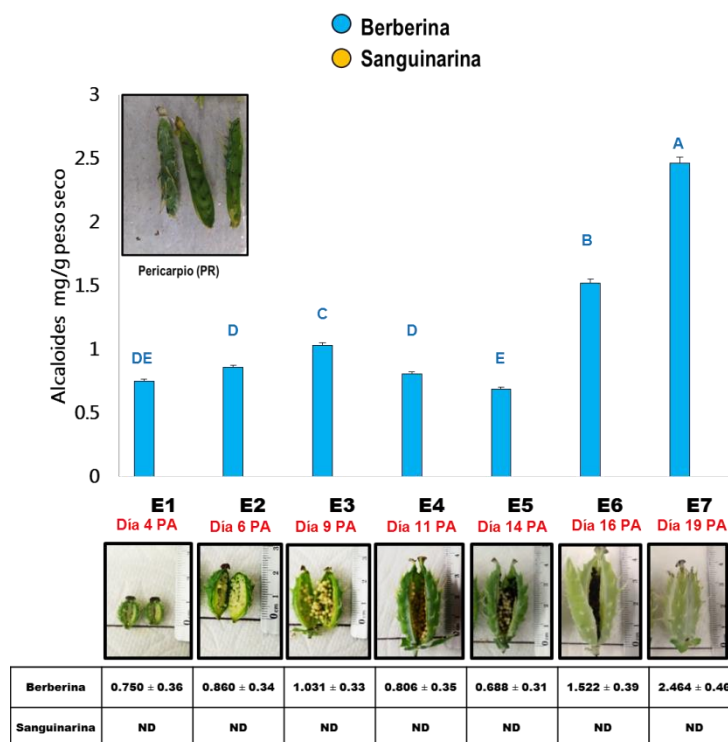 Berberina
Sanguinarina
Alcaloides mg/g peso seco
3
2.5
2
1.5
1
0.5
0
Pericarpio (PR)
DE
D
C
D
E
B
A
E1 E2 E3 E4 E5 E6 E7
Día 4 PA Día 6 PA Día 9 PA Día 11 PA Día 14 PA Día 16 PA Día 19 PA
Berberina 0.750 ± 0.36 0.860 ± 0.34 1.031 ± 0.33 0.806 ± 0.35 0.688 ± 0.31 1.522 ± 0.39 2.464 ± 0.46
Sanguinarina ND ND ND ND ND ND ND